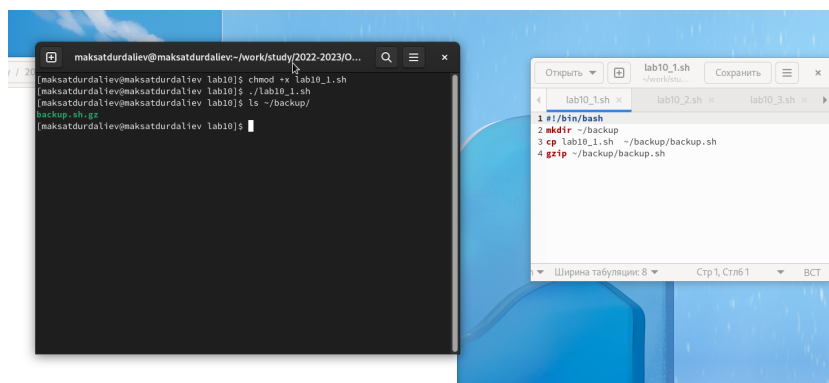 maksatdurdaliev@maksatdurdaliev:~/work/study/2022-2023/O...
[maksatdurdaliev@maksatdurdaliev lab10]$ chmod +x lab10_1.sh
[maksatdurdaliev@maksatdurdaliev lab10]$ ./lab10_1.sh
[maksatdurdaliev@maksatdurdaliev lab10]$ ls ~/backup/
backup.sh.gz
[maksatdurdaliev@maksatdurdaliev lab10]$
/ 20
Открыть
lab10_1.sh
~/work/stu...
Сохранить
lab10_1.sh
lab10_2.sh
lab10_3.sh
1 #!/bin/bash
2 mkdir ~/backup
3 cp lab10_1.sh  ~/backup/backup.sh
4 gzip ~/backup/backup.sh
Ширина табуляции: 8
Стр 1, Стлб 1
ВСТ